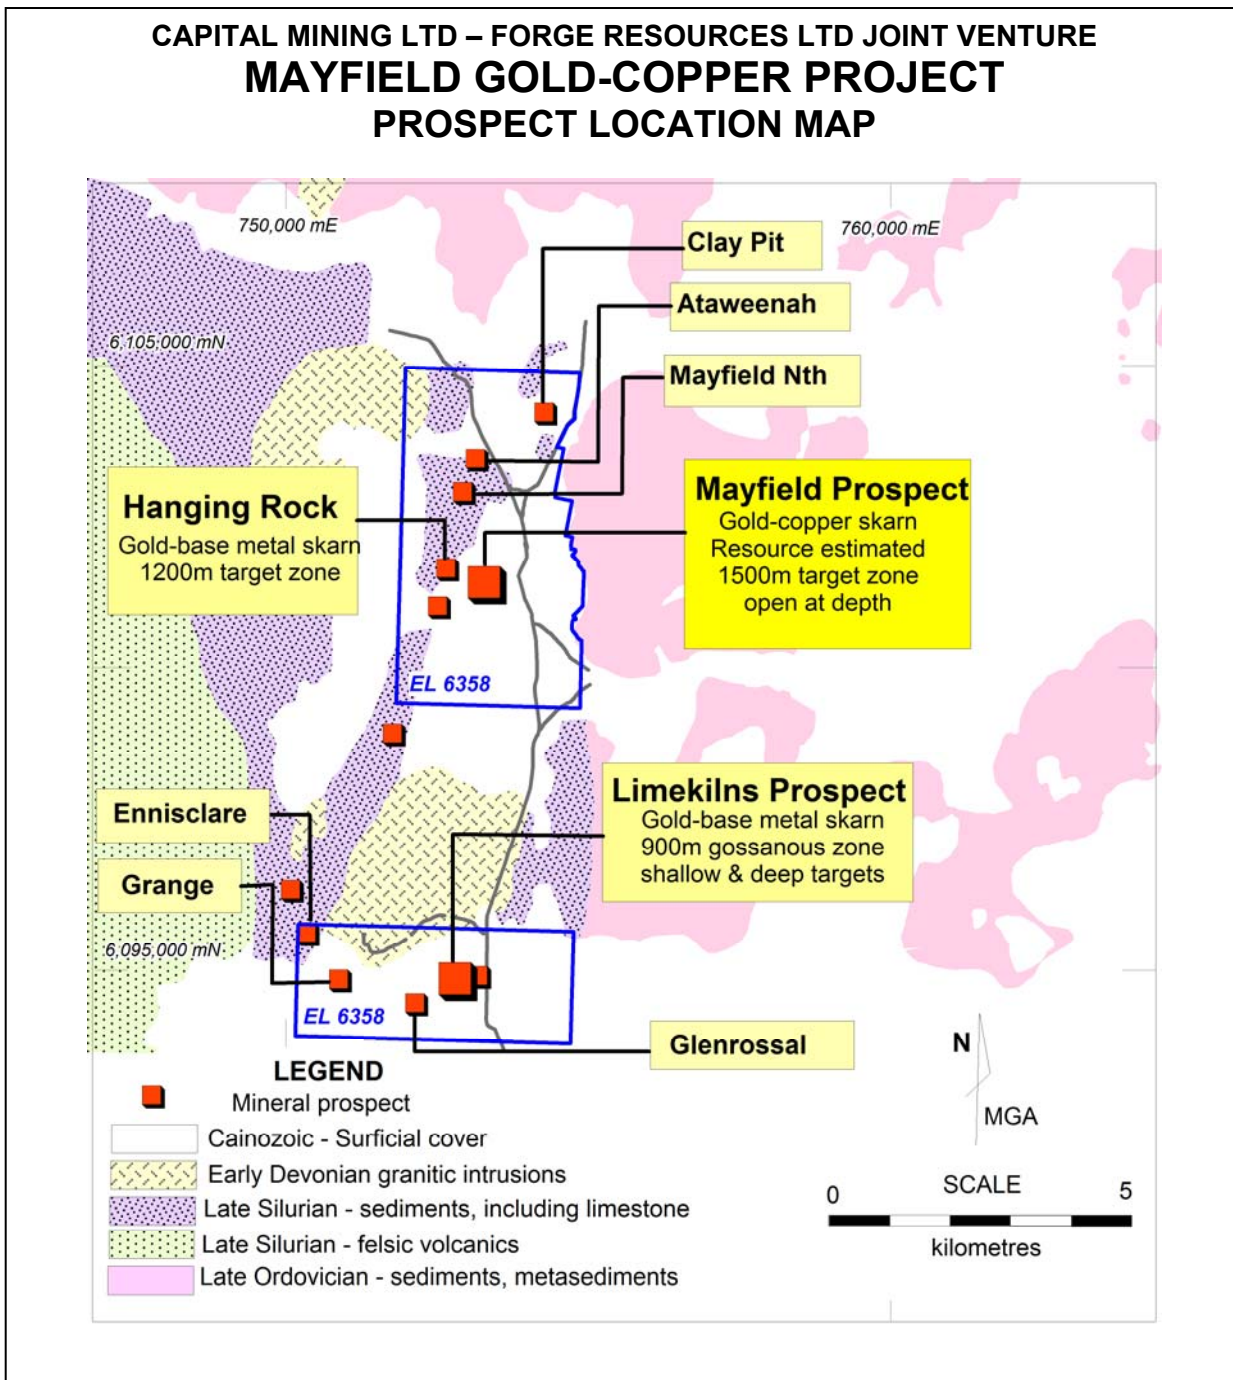 CAPITAL MINING LTD – FORGE RESOURCES LTD JOINT VENTURE
MAYFIELD GOLD-COPPER PROJECT
PROSPECT LOCATION MAP
750,000 mE
760,000 mE
Clay Pit
Ataweenah
6,105,000 mN
Mayfield Nth
Hanging Rock
Gold-base metal skarn
1200m target zone
Mayfield Prospect
Gold-copper skarn
Resource estimated
1500m target zone
open at depth
EL 6358
Limekilns Prospect
Gold-base metal skarn
900m gossanous zone
shallow & deep targets
Ennisclare
Grange
6,095,000 mN
EL 6358
Glenrossal
N
MGA
LEGEND
Mineral prospect
Cainozoic - Surficial cover
Early Devonian granitic intrusions
Late Silurian - sediments, including limestone
Late Silurian - felsic volcanics
Late Ordovician - sediments, metasediments
0 SCALE 5
kilometres